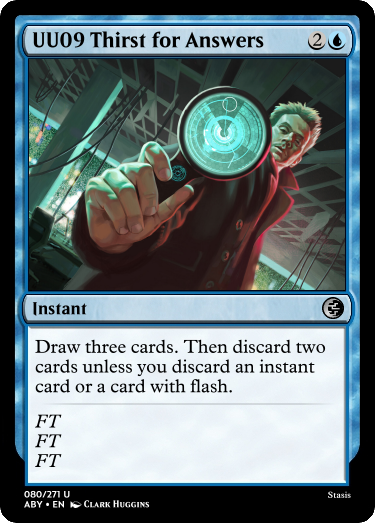 UU09 Thirst for Answers 2
Instant
Draw three cards. Then discard two
cards unless you discard an instant
card or a card with flash.
FT
FT
FT
080/271 U
Stasis
ABY • EN CLARK HUGGINS